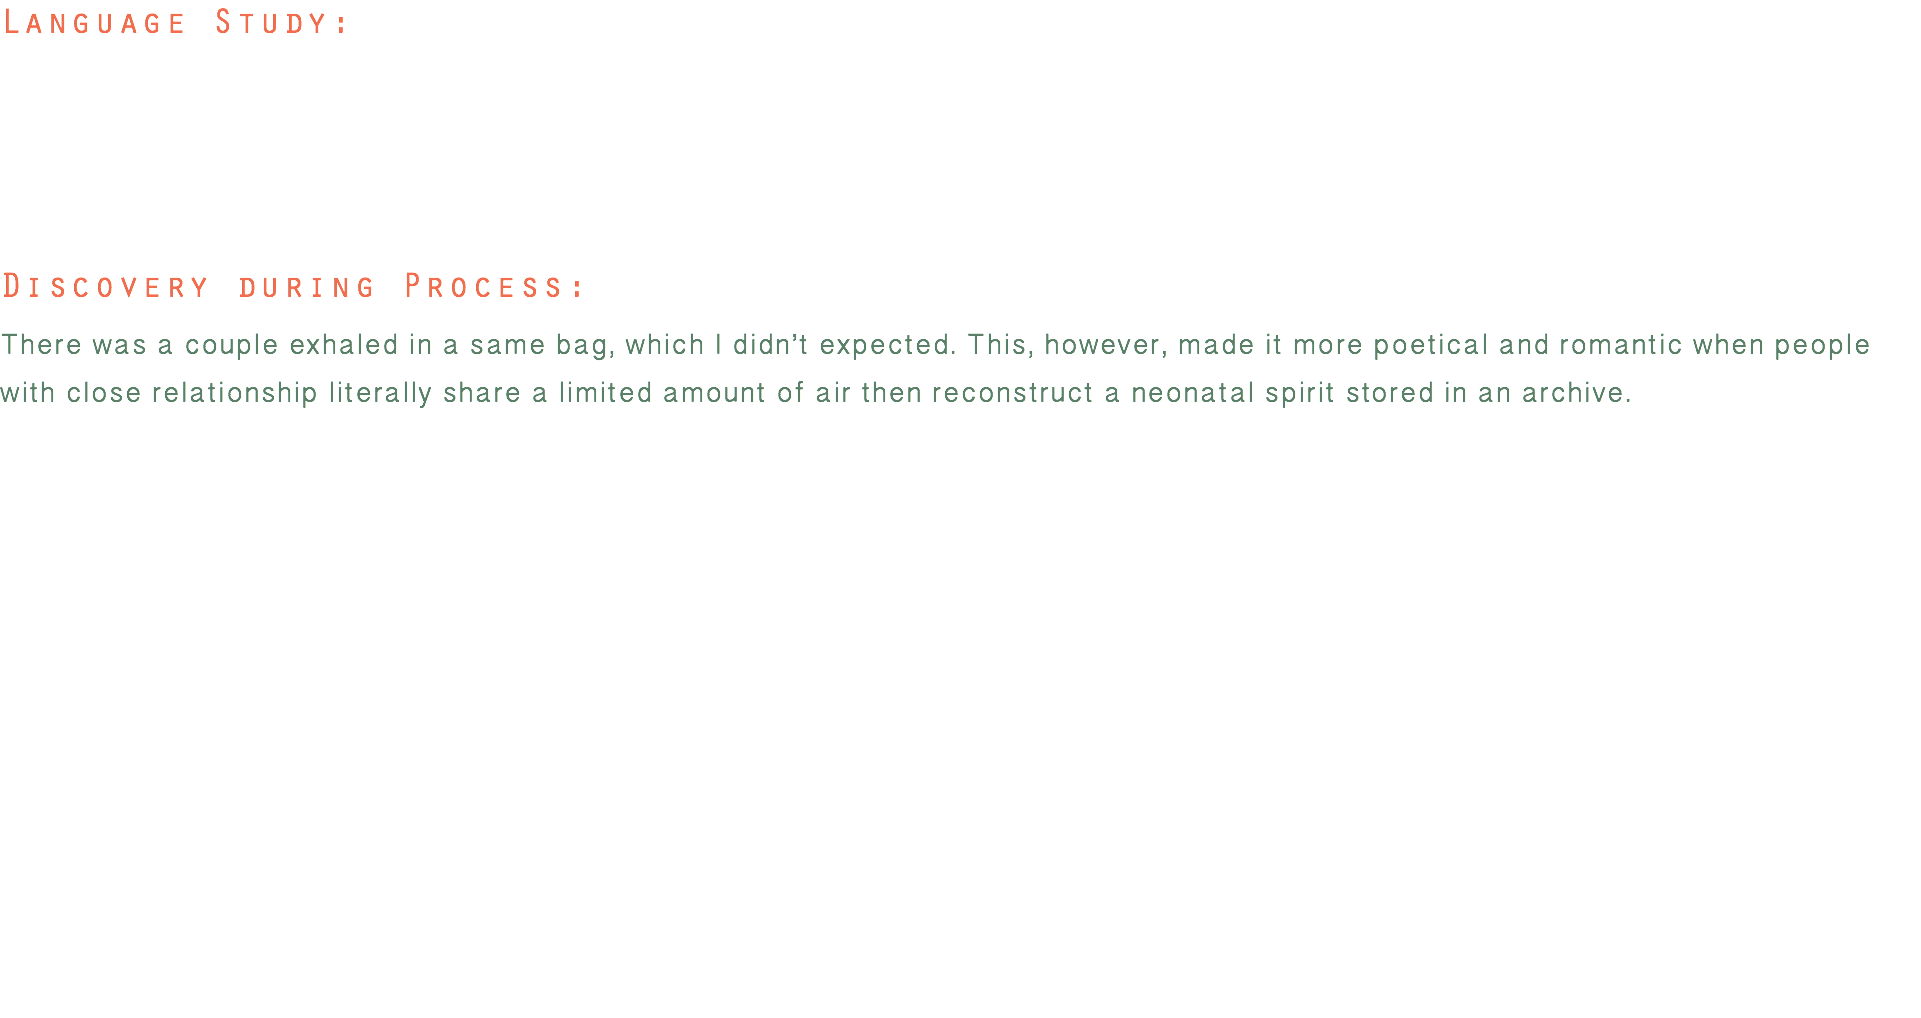 Language Study:
Discovery during Process:
There was a couple exhaled in a same bag, which I didn’t expected. This, however, made it more poetical and romantic when people
with close relationship literally share a limited amount of air then reconstruct a neonatal spirit stored in an archive.